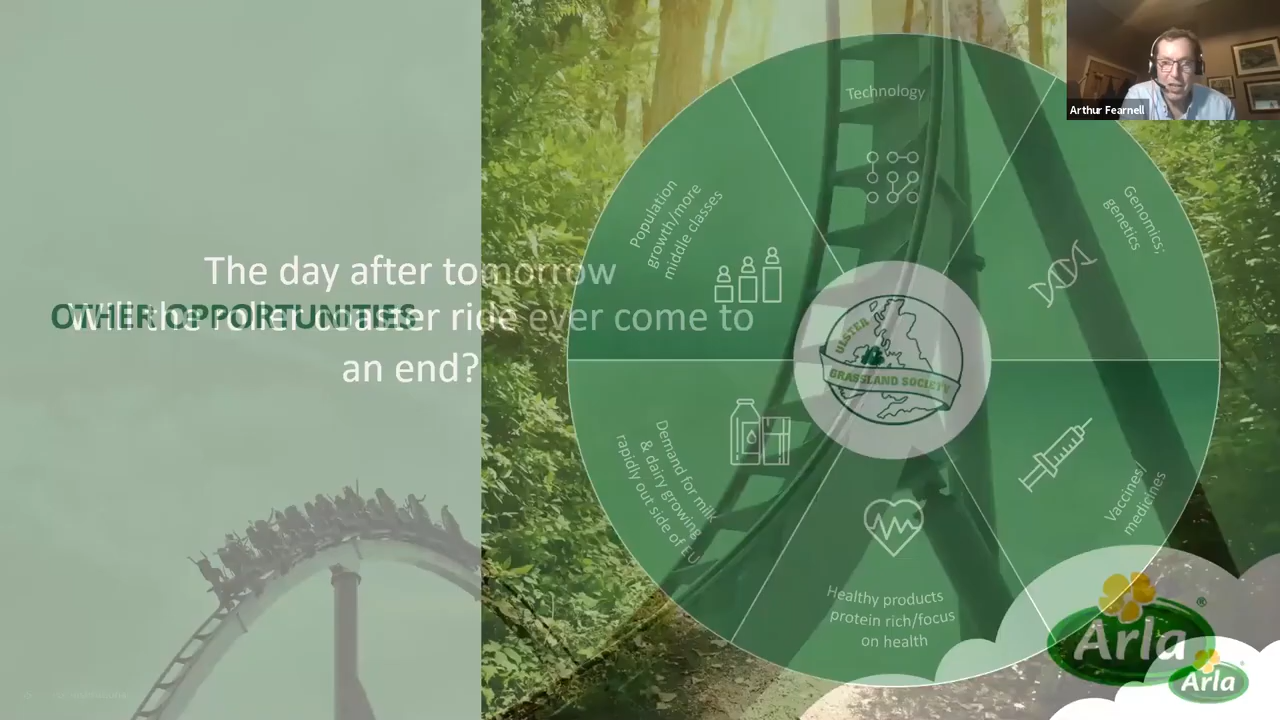 Arthur Fearnell
Technology
Population
growth/more
middle classes
Genomics,
genetics
The day after tomorrow
Will the roller coaster ride ever come to
an end?
OTHER OPPORTUNITIES
ULSTER
GRASSLAND SOCIETY
Demand for milk
& dairy growing
rapidly out side of EU
Vaccines/
medicines
Healthy products
protein rich/focus
on health
Arla
®
Arla